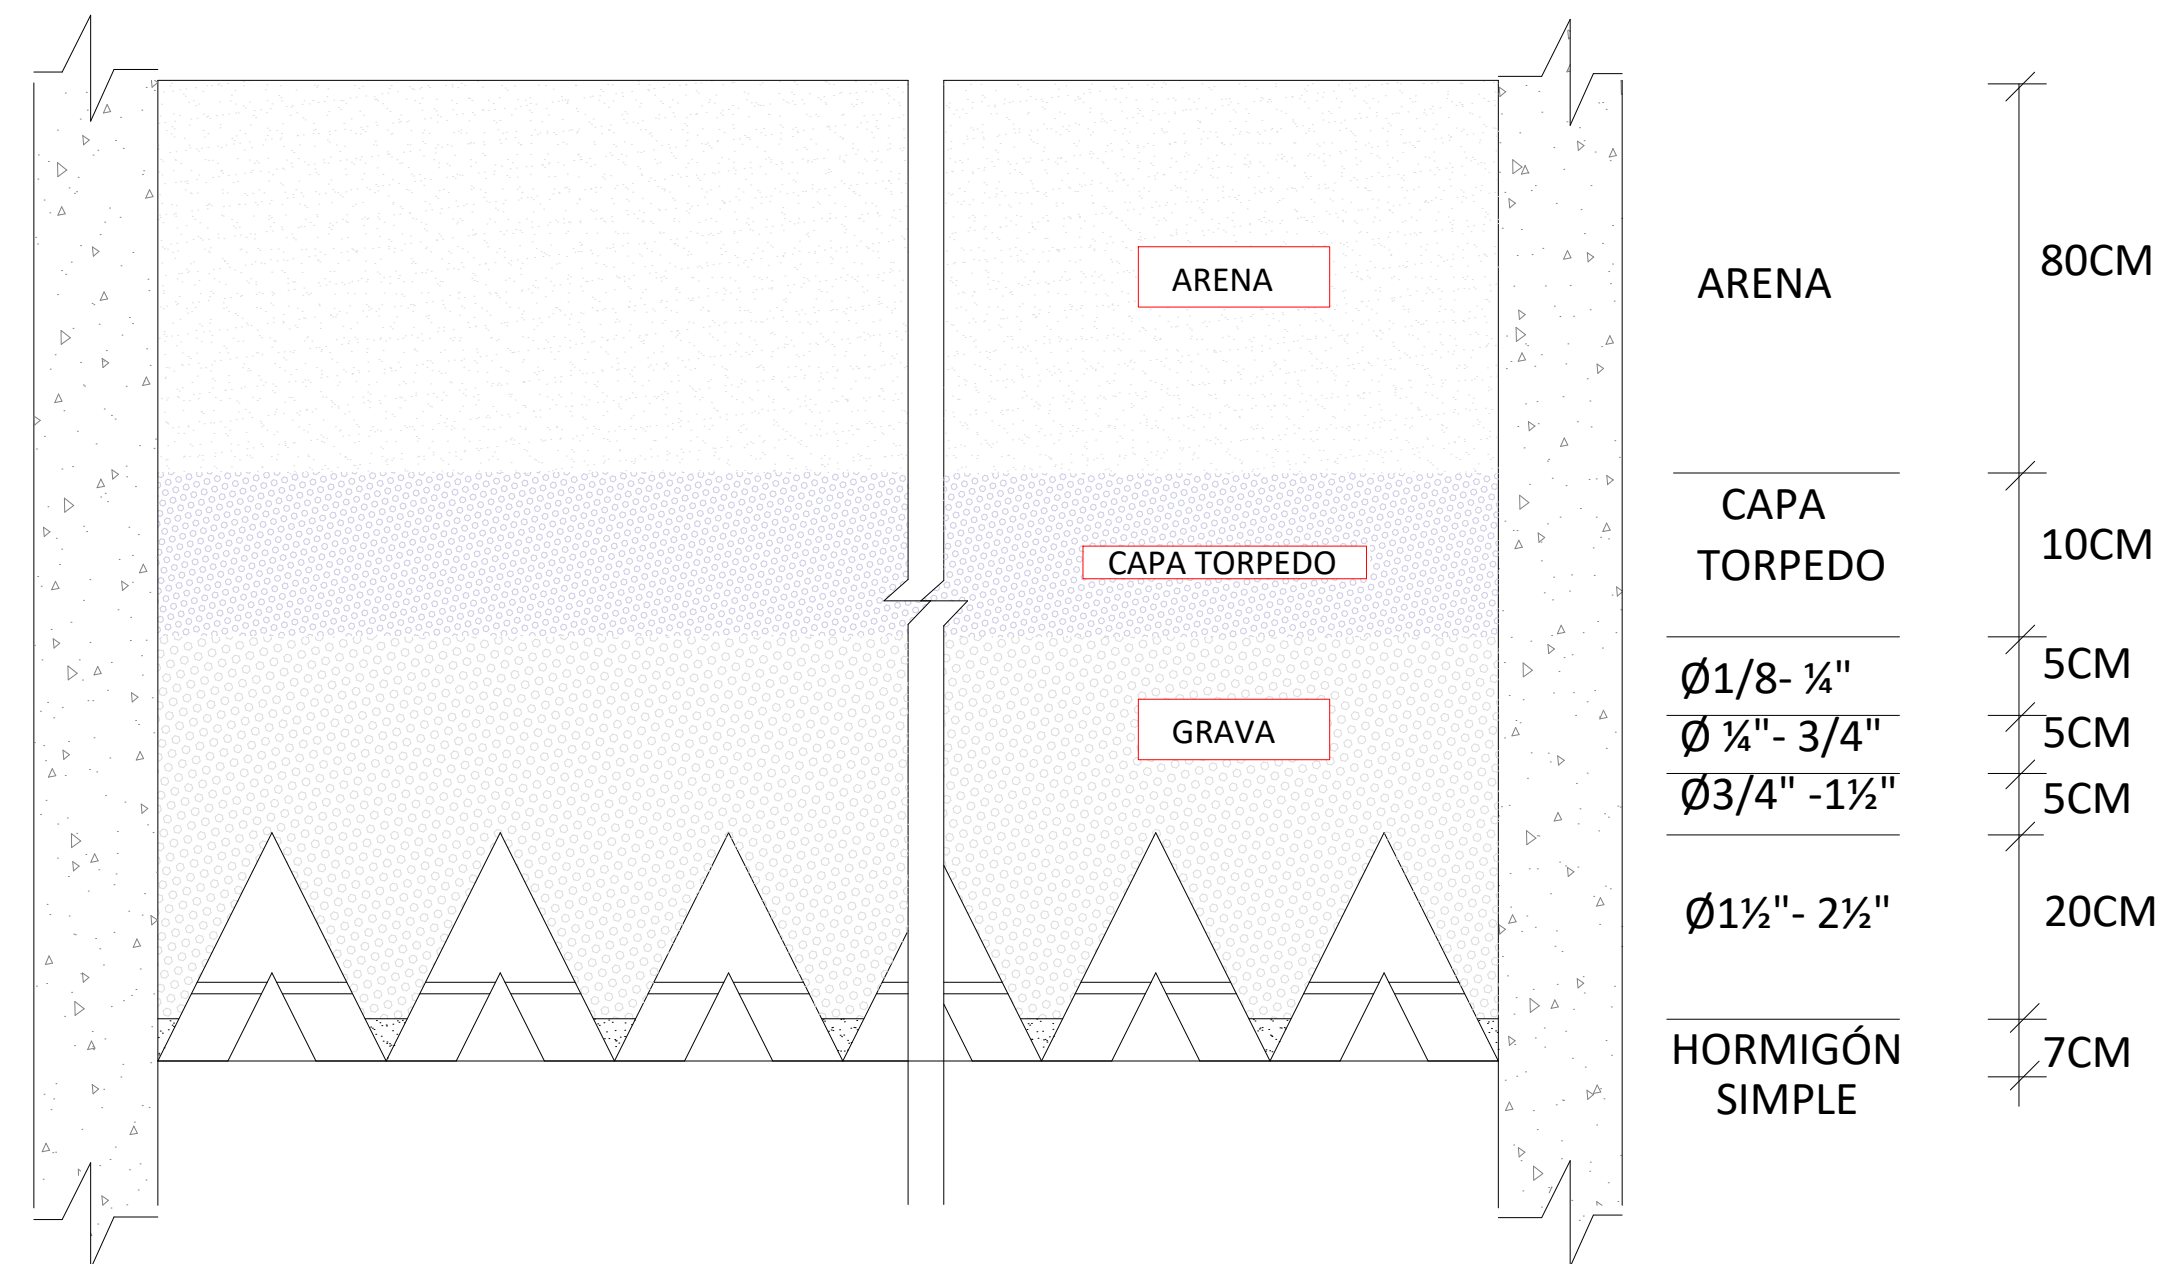 ARENA
CAPA TORPEDO
GRAVA
ARENA
80CM
CAPA
TORPEDO
10CM
Ø1/8- ¼"
5CM
Ø ¼"- 3/4"
5CM
Ø3/4" -1½"
5CM
Ø1½"- 2½"
20CM
HORMIGÓN
SIMPLE
7CM